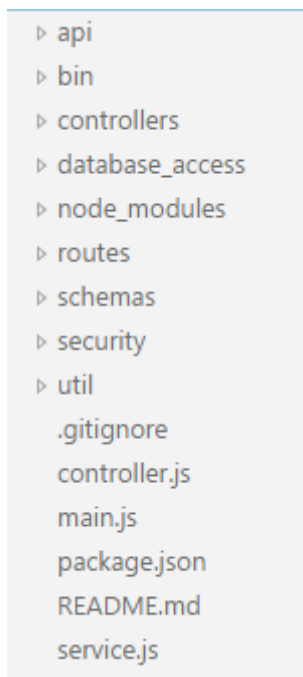 api
bin
controllers
database_access
node_modules
routes
schemas
security
util
.gitignore
controller.js
main.js
package.json
README.md
service.js